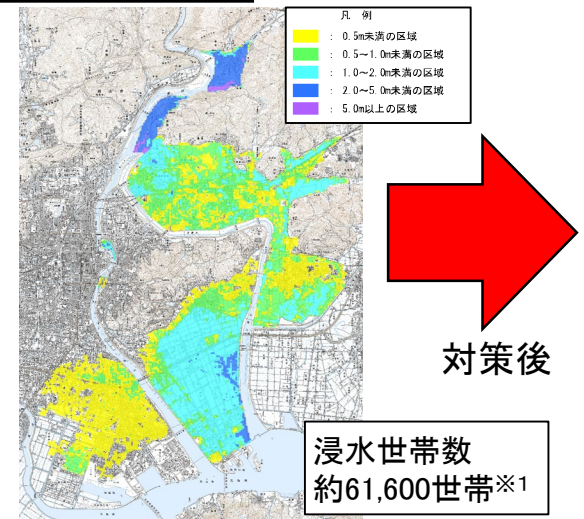 凡 例
: 0.5m未満の区域
: 0.5~1.0m未満の区域
: 1.0~2.0m未満の区域
: 2.0~5.0m未満の区域
: 5.0m以上の区域
対策後
浸水世帯数
約61,600世帯※1